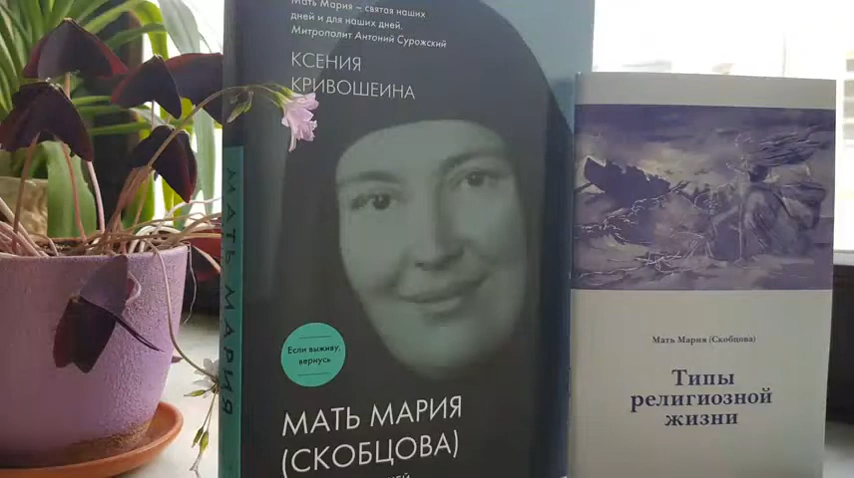 Мать Мария – святая наших
дней и для наших дней.
Митрополит Антоний Сурожский
КСЕНИЯ
КРИВОШЕИНА
МАТЬ МАРИЯ
Если выживу,
вернусь
МАТЬ МАРИЯ
(СКОБЦОВА)
Мать Мария (Скобцова)
Типы
религиозной
жизни